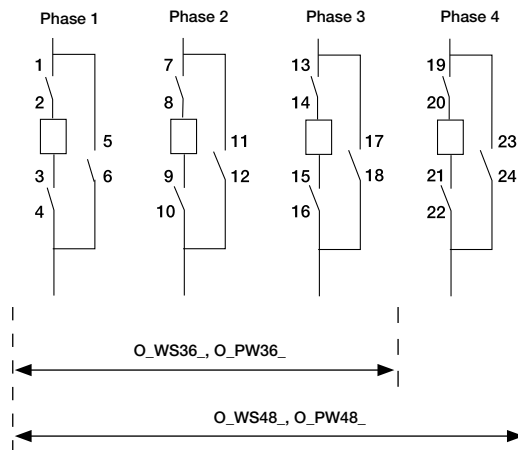 Phase 1 Phase 2 Phase 3 Phase 4
1 7 13 19
2 8 14 20
5 11 17 23
3 6 9 12 15 18 21 24
4 10 16 22
O_WS36_, O_PW36_
O_WS48_, O_PW48_